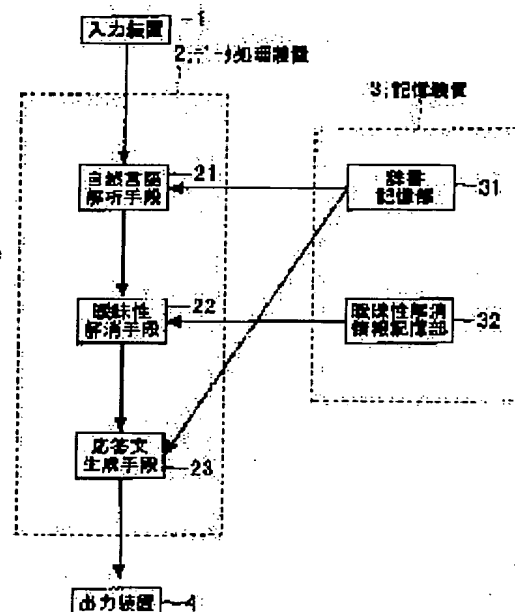 入力装置
1
2;データ処理装置
3;記憶装置
自然言語
解析手段
21
辞書
記憶部
31
曖昧性
解消手段
22
曖昧性解消
情報記憶部
32
応答文
生成手段
23
出力装置
4